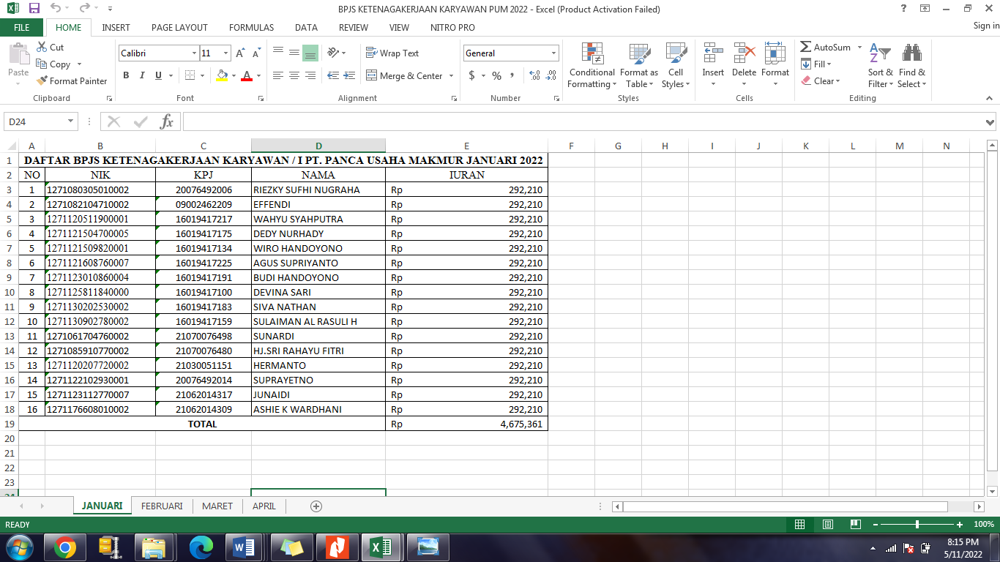 BPJS KETENAGAKERJAAN KARYAWAN PUM 2022 - Excel (Product Activation Failed)
FILE HOME INSERT PAGE LAYOUT FORMULAS DATA REVIEW VIEW NITRO PRO Sign in
Paste Cut Copy Format Painter
Calibri 11
B I U
Wrap Text
Merge & Center
General
$ % ,
Conditional Formatting Format as Table Cell Styles
Insert Delete Format
AutoSum Fill Clear
Sort & Filter Find & Select
Clipboard Font Alignment Number Styles Cells Editing
D24 fx
A B C D E F G H I J K L M N
1 DAFTAR BPJS KETENAGAKERJAAN KARYAWAN / I PT. PANCA USAHA MAKMUR JANUARI 2022
2 NO NIK KPJ NAMA IURAN
3 1 1271080305010002 20076492006 RIEZKY SUFHI NUGRAHA Rp 292,210
4 2 1271082104710002 09002462209 EFFENDI Rp 292,210
5 3 1271120511900001 16019417217 WAHYU SYAHPUTRA Rp 292,210
6 4 1271121504700005 16019417175 DEDY NURHADY Rp 292,210
7 5 1271121509820001 16019417134 WIRO HANDOYONO Rp 292,210
8 6 1271121608760007 16019417225 AGUS SUPRIYANTO Rp 292,210
9 7 1271123010860004 16019417191 BUDI HANDOYONO Rp 292,210
10 8 1271125811840000 16019417100 DEVINA SARI Rp 292,210
11 9 1271130202530002 16019417183 SIVA NATHAN Rp 292,210
12 10 1271130902780002 16019417159 SULAIMAN AL RASULI H Rp 292,210
13 11 1271061704760002 21070076498 SUNARDI Rp 292,210
14 12 1271085910770002 21070076480 HJ.SRI RAHAYU FITRI Rp 292,210
15 13 1271120207720002 21030051151 HERMANTO Rp 292,210
16 14 1271122102930001 20076492014 SUPRAYETNO Rp 292,210
17 15 1271123112770007 21062014317 JUNAIDI Rp 292,210
18 16 1271176608010002 21062014309 ASHIE K WARDHANI Rp 292,210
19 TOTAL Rp 4,675,361
20
21
22
23
24
JANUARI FEBRUARI MARET APRIL
READY 100%
8:15 PM
5/11/2022